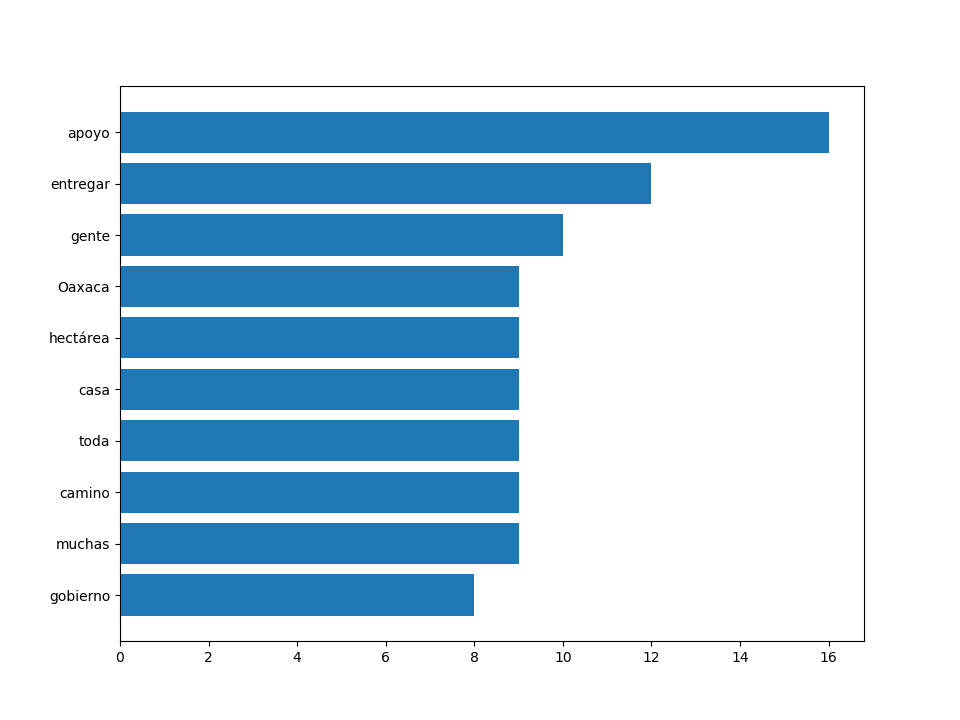 apoyo
entregar
gente
Oaxaca
hectárea
casa
toda
camino
muchas
gobierno
0 2 4 6 8 10 12 14 16